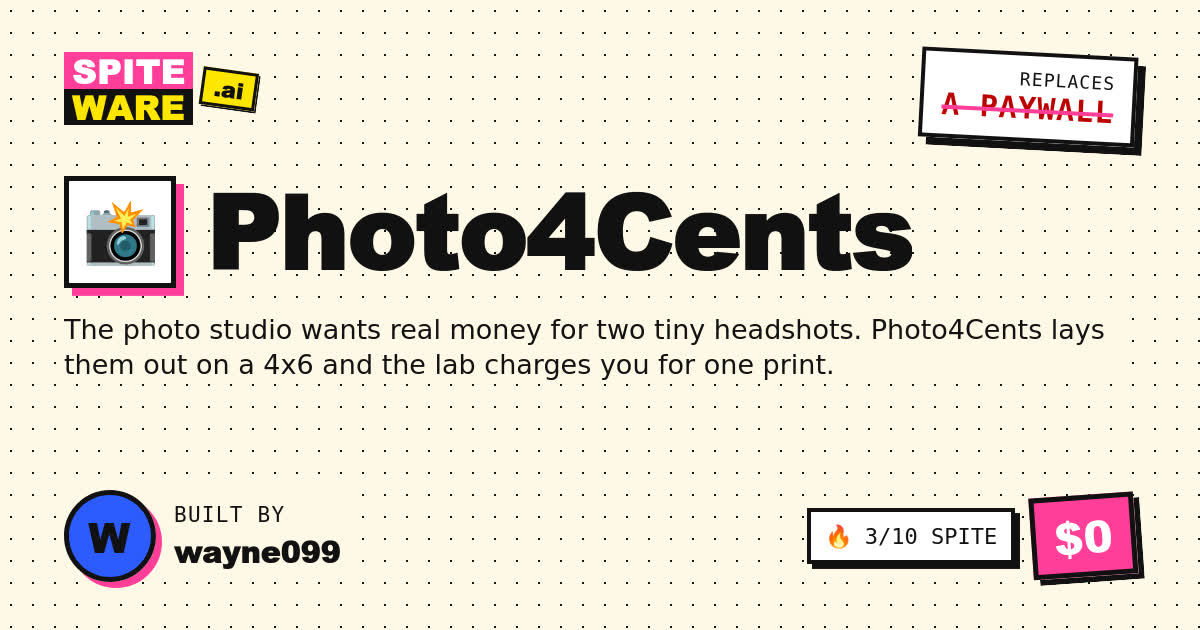 SPITE
WARE
.ai
REPLACES
A PAYWALL
Photo4Cents
The photo studio wants real money for two tiny headshots. Photo4Cents lays
them out on a 4x6 and the lab charges you for one print.
W
BUILT BY
wayne099
🔥 3/10 SPITE
$0